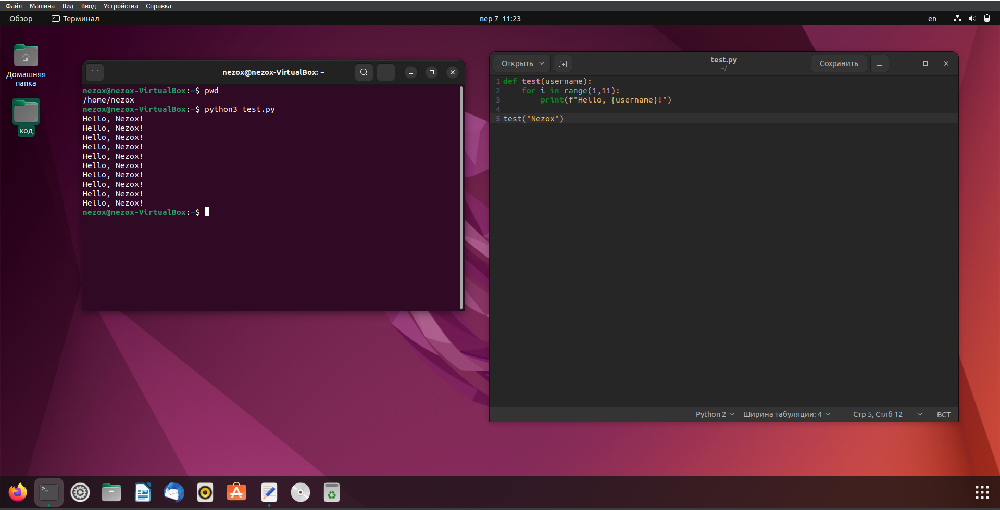 Файл Машина Вид Ввод Устройства Справка
Обзор Терминал вер 7 11:23 en
Домашняя
папка
код
nezox@nezox-VirtualBox: ~
nezox@nezox-VirtualBox:~$ pwd
/home/nezox
nezox@nezox-VirtualBox:~$ python3 test.py
Hello, Nezox!
Hello, Nezox!
Hello, Nezox!
Hello, Nezox!
Hello, Nezox!
Hello, Nezox!
Hello, Nezox!
Hello, Nezox!
Hello, Nezox!
Hello, Nezox!
nezox@nezox-VirtualBox:~$
Открыть test.py Сохранить
~/
1 def test(username):
2     for i in range(1,11):
3         print(f"Hello, {username}!")
4
5 test("Nezox")
Python 2 Ширина табуляции: 4 Стр 5, Стлб 12 ВСТ